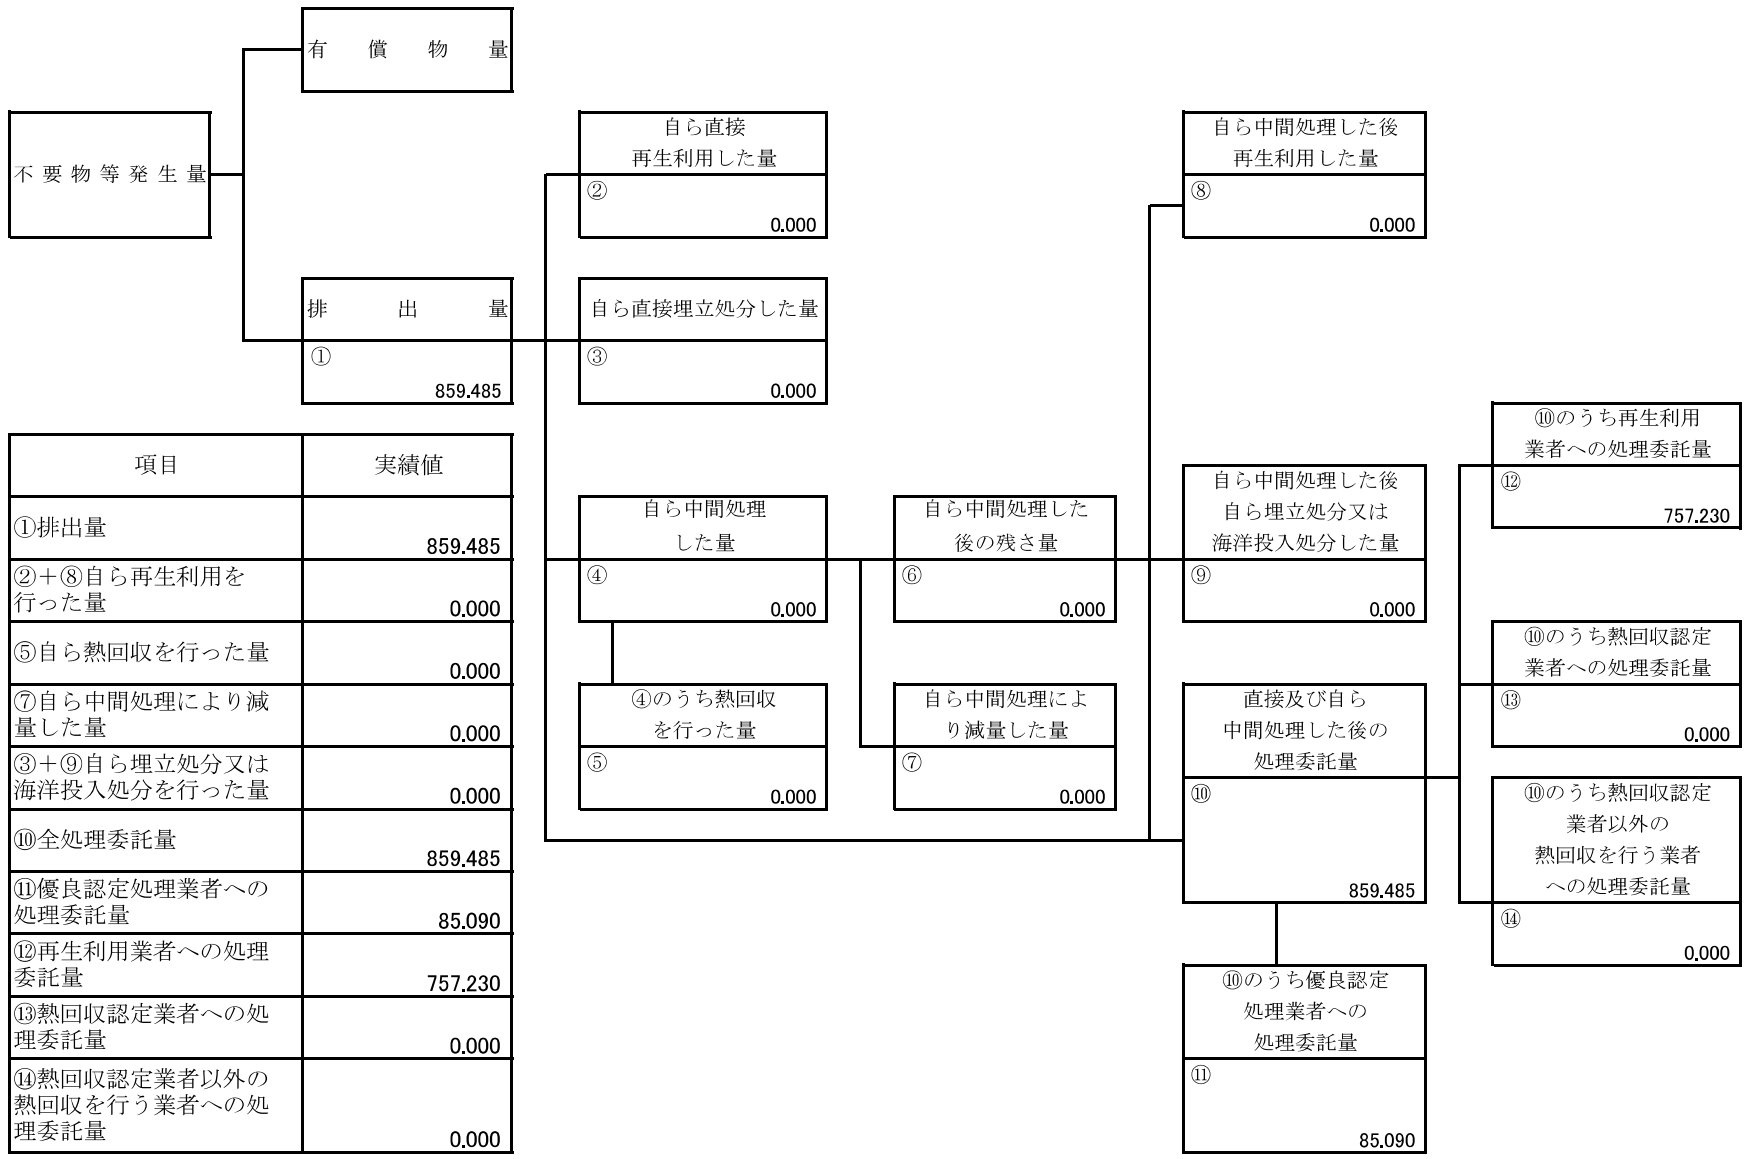 有償物量
不要物等発生量
排出量
①
859.485
自ら直接
再生利用した量
②
0.000
自ら直接埋立処分した量
③
0.000
自ら中間処理した後
再生利用した量
⑧
0.000
自ら中間処理
した量
④
0.000
④のうち熱回収
を行った量
⑤
0.000
自ら中間処理した
後の残さ量
⑥
0.000
自ら中間処理によ
り減量した量
⑦
0.000
自ら中間処理した後
自ら埋立処分又は
海洋投入処分した量
⑨
0.000
直接及び自ら
中間処理した後の
処理委託量
⑩
859.485
⑩のうち優良認定
処理業者への
処理委託量
⑪
85.090
⑩のうち再生利用
業者への処理委託量
⑫
757.230
⑩のうち熱回収認定
業者への処理委託量
⑬
0.000
⑩のうち熱回収認定
業者以外の
熱回収を行う業者
への処理委託量
⑭
0.000
項目 実績値
①排出量
859.485
②＋⑧自ら再生利用を
行った量
0.000
⑤自ら熱回収を行った量
0.000
⑦自ら中間処理により減
量した量
0.000
③＋⑨自ら埋立処分又は
海洋投入処分を行った量
0.000
⑩全処理委託量
859.485
⑪優良認定処理業者への
処理委託量
85.090
⑫再生利用業者への処理
委託量
757.230
⑬熱回収認定業者への処
理委託量
0.000
⑭熱回収認定業者以外の
熱回収を行う業者への処
理委託量
0.000